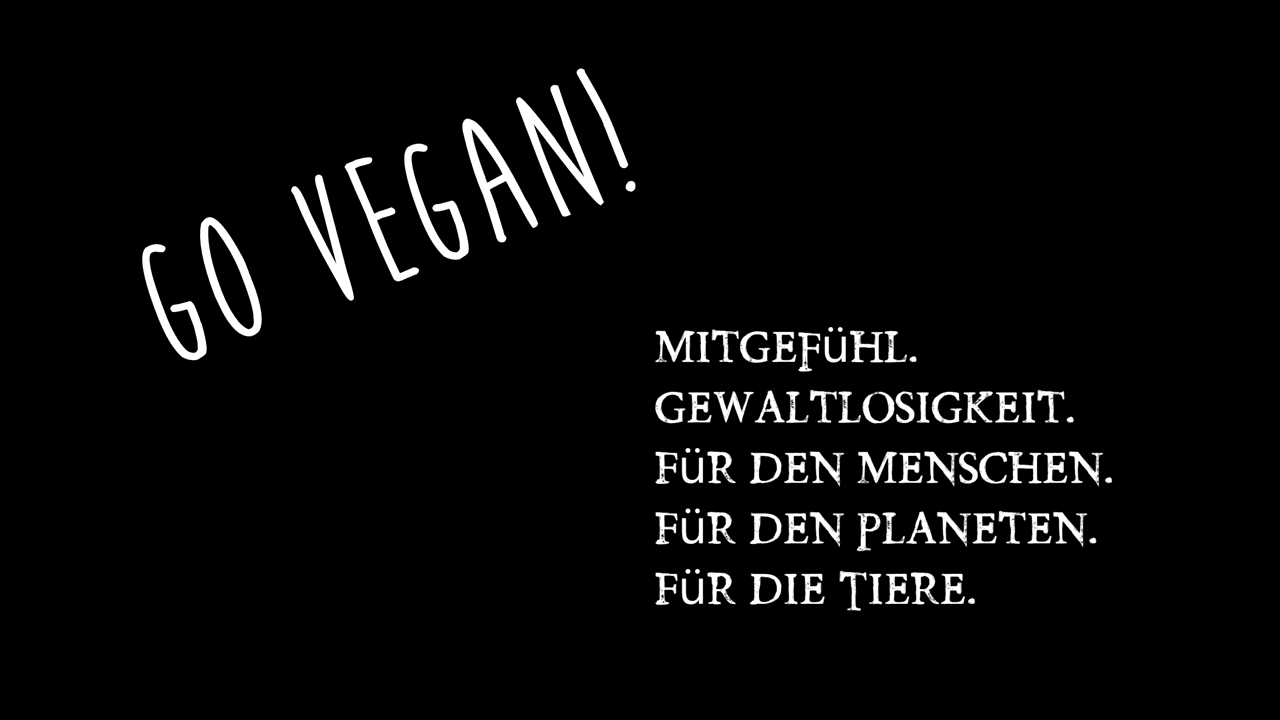 GO VEGAN!
MITGEFÜHL.
GEWALTLOSIGKEIT.
FÜR DEN MENSCHEN.
FÜR DEN PLANETEN.
FÜR DIE TIERE.